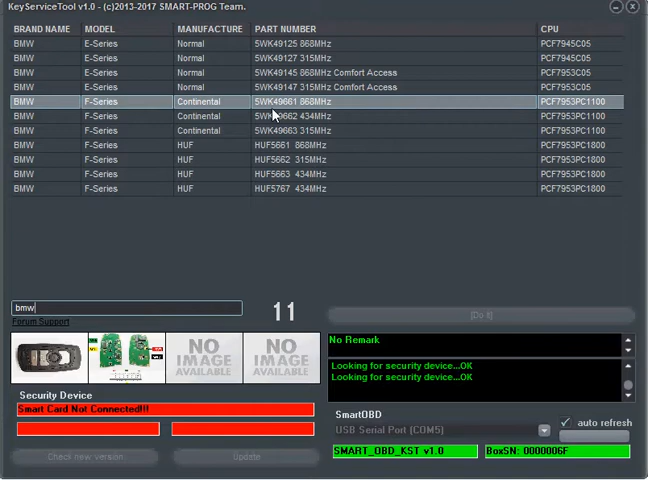 KeyServiceTool v1.0 - (c)2013-2017 SMART-PROG Team.
BRAND NAME MODEL MANUFACTURE PART NUMBER CPU
BMW E-Series Normal 5WK49125 868MHz PCF7945C05
BMW E-Series Normal 5WK49127 315MHz PCF7945C05
BMW E-Series Normal 5WK49145 868MHz Comfort Access PCF7953C05
BMW E-Series Normal 5WK49147 315MHz Comfort Access PCF7953C05
BMW F-Series Continental 5WK49661 868MHz PCF7953PC1100
BMW F-Series Continental 5WK49662 434MHz PCF7953PC1100
BMW F-Series Continental 5WK49663 315MHz PCF7953PC1100
BMW F-Series HUF HUF5661 868MHz PCF7953PC1800
BMW F-Series HUF HUF5662 315MHz PCF7953PC1800
BMW F-Series HUF HUF5663 434MHz PCF7953PC1800
BMW F-Series HUF HUF5767 434MHz PCF7953PC1800
bmw
11
[Do it]
Forum Support
NO IMAGE AVAILABLE
NO IMAGE AVAILABLE
No Remark
Looking for security device...OK
Looking for security device...OK
Security Device
Smart Card Not Connected!!!
SmartOBD
auto refresh
USB Serial Port (COM5)
SMART_OBD_KST v1.0
BoxSN: 0000006F
Check new version
Update